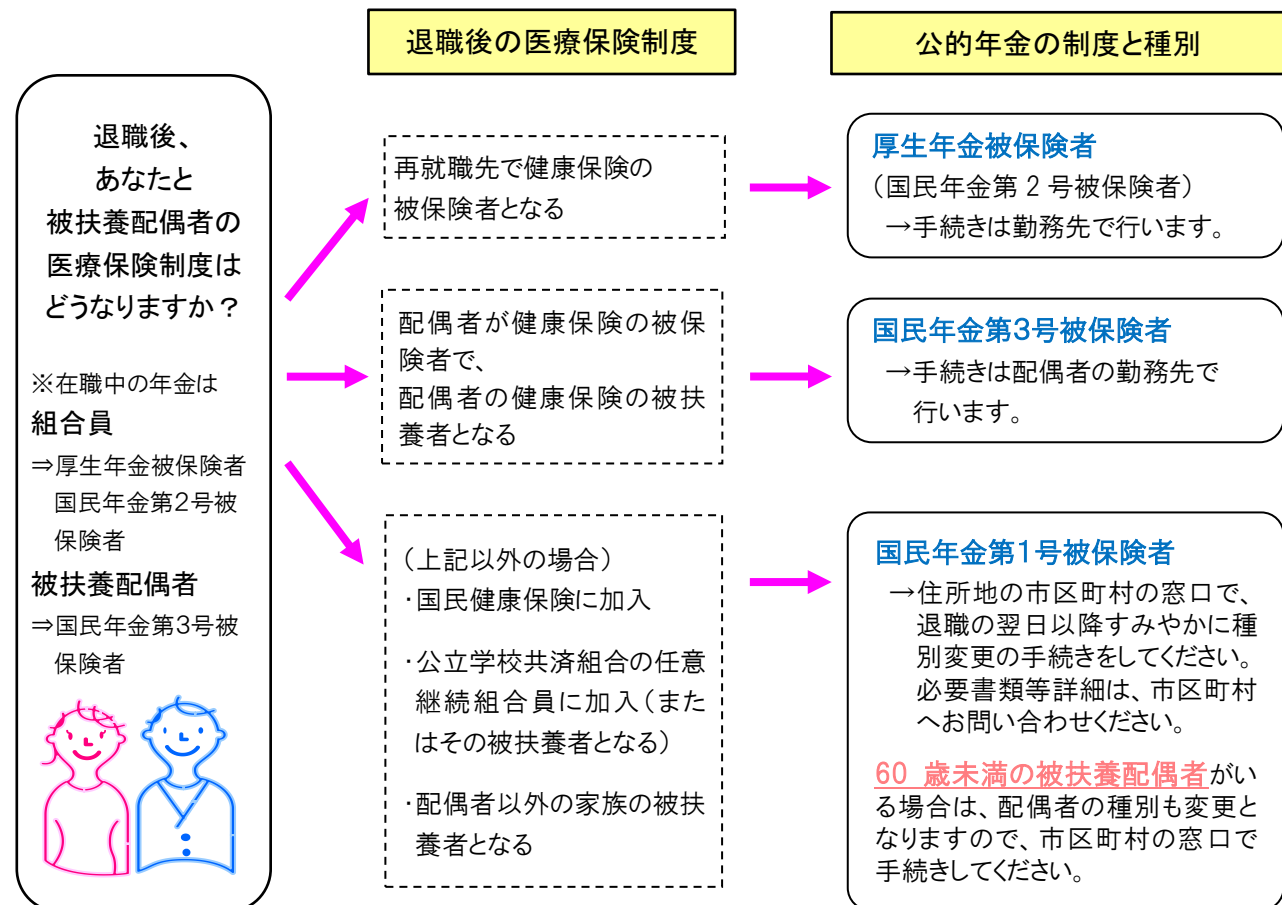 退職後の医療保険制度
公的年金の制度と種別
退職後、
あなたと
被扶養配偶者の
医療保険制度は
どうなりますか？
※在職中の年金は
組合員
⇒厚生年金被保険者
国民年金第2号被
保険者
被扶養配偶者
⇒国民年金第3号被
保険者
再就職先で健康保険の
被保険者となる
配偶者が健康保険の被保
険者で、
配偶者の健康保険の被扶
養者となる
（上記以外の場合）
・国民健康保険に加入
・公立学校共済組合の任意
継続組合員に加入（また
はその被扶養者となる）
・配偶者以外の家族の被扶
養者となる
厚生年金被保険者
（国民年金第 2 号被保険者）
→手続きは勤務先で行います。
国民年金第3号被保険者
→手続きは配偶者の勤務先で
行います。
国民年金第1号被保険者
→住所地の市区町村の窓口で、
退職の翌日以降すみやかに種
別変更の手続きをしてください。
必要書類等詳細は、市区町村
へお問い合わせください。
60 歳未満の被扶養配偶者がい
る場合は、配偶者の種別も変更と
なりますので、市区町村の窓口で
手続きしてください。